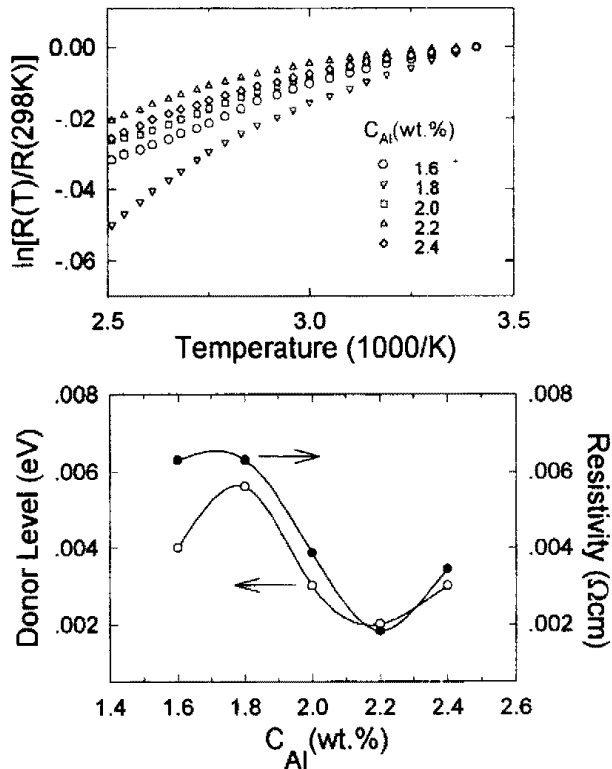 0.00
-.02
-.04
-.06
ln[R(T)/R(298K)]
C_Al(wt.%)
1.6
1.8
2.0
2.2
2.4
2.5 3.0 3.5
Temperature (1000/K)
.008 .008
.006 .006
.004 .004
.002 .002
Donor Level (eV)
Resistivity (Ωcm)
1.4 1.6 1.8 2.0 2.2 2.4 2.6
C_Al(wt.%)